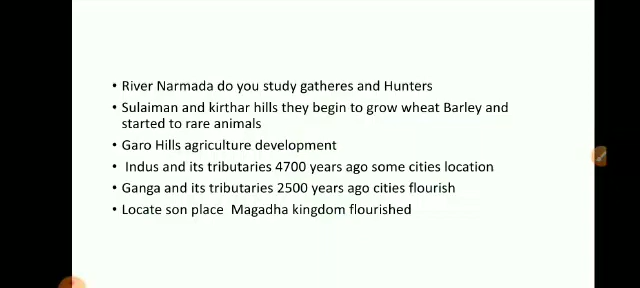 • River Narmada do you study gatheres and Hunters
• Sulaiman and kirthar hills they begin to grow wheat Barley and
started to rare animals
• Garo Hills agriculture development
• Indus and its tributaries 4700 years ago some cities location
• Ganga and its tributaries 2500 years ago cities flourish
• Locate son place Magadha kingdom flourished